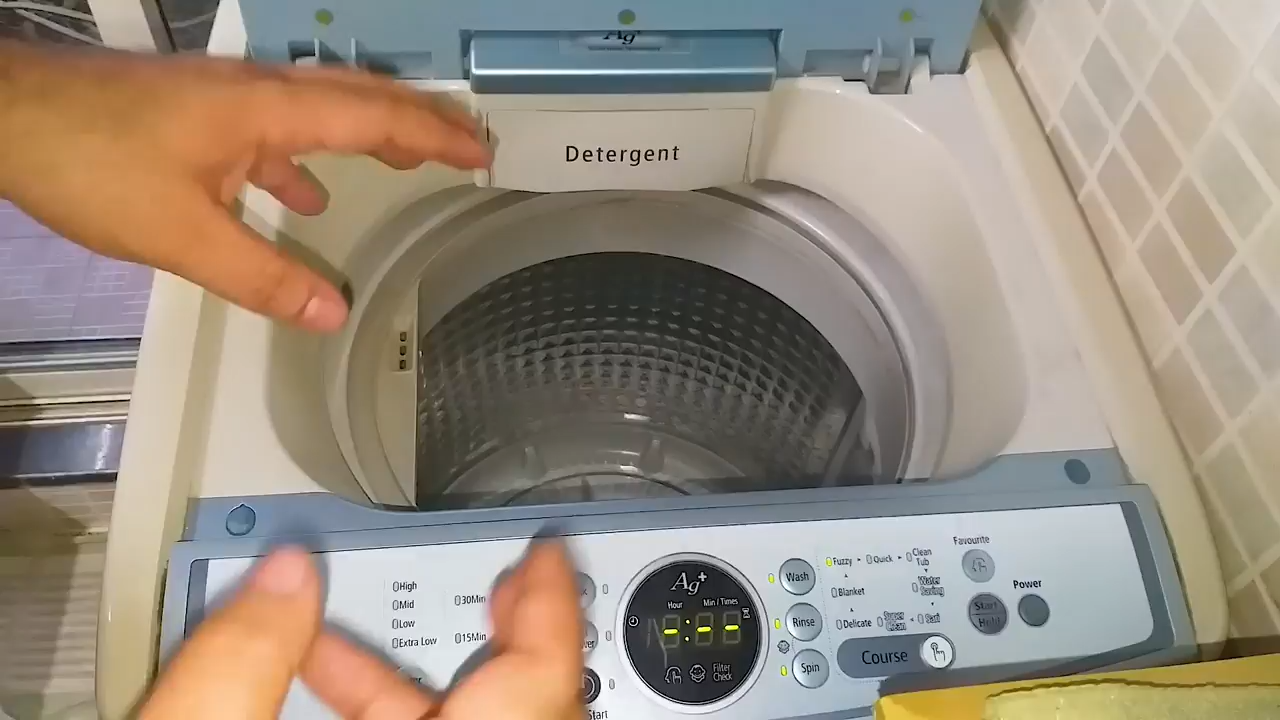 Ag+
Detergent
High
Mid
Low
Extra Low
30Min
15Min
Start
Ag+
Hour
Min / Times
-:--
Filter
Check
Wash
Rinse
Spin
Fuzzy
Quick
Clean
Tub
Blanket
Water
Saving
Delicate
Super
Clean
Sari
Course
Favourite
Start
Hold
Power